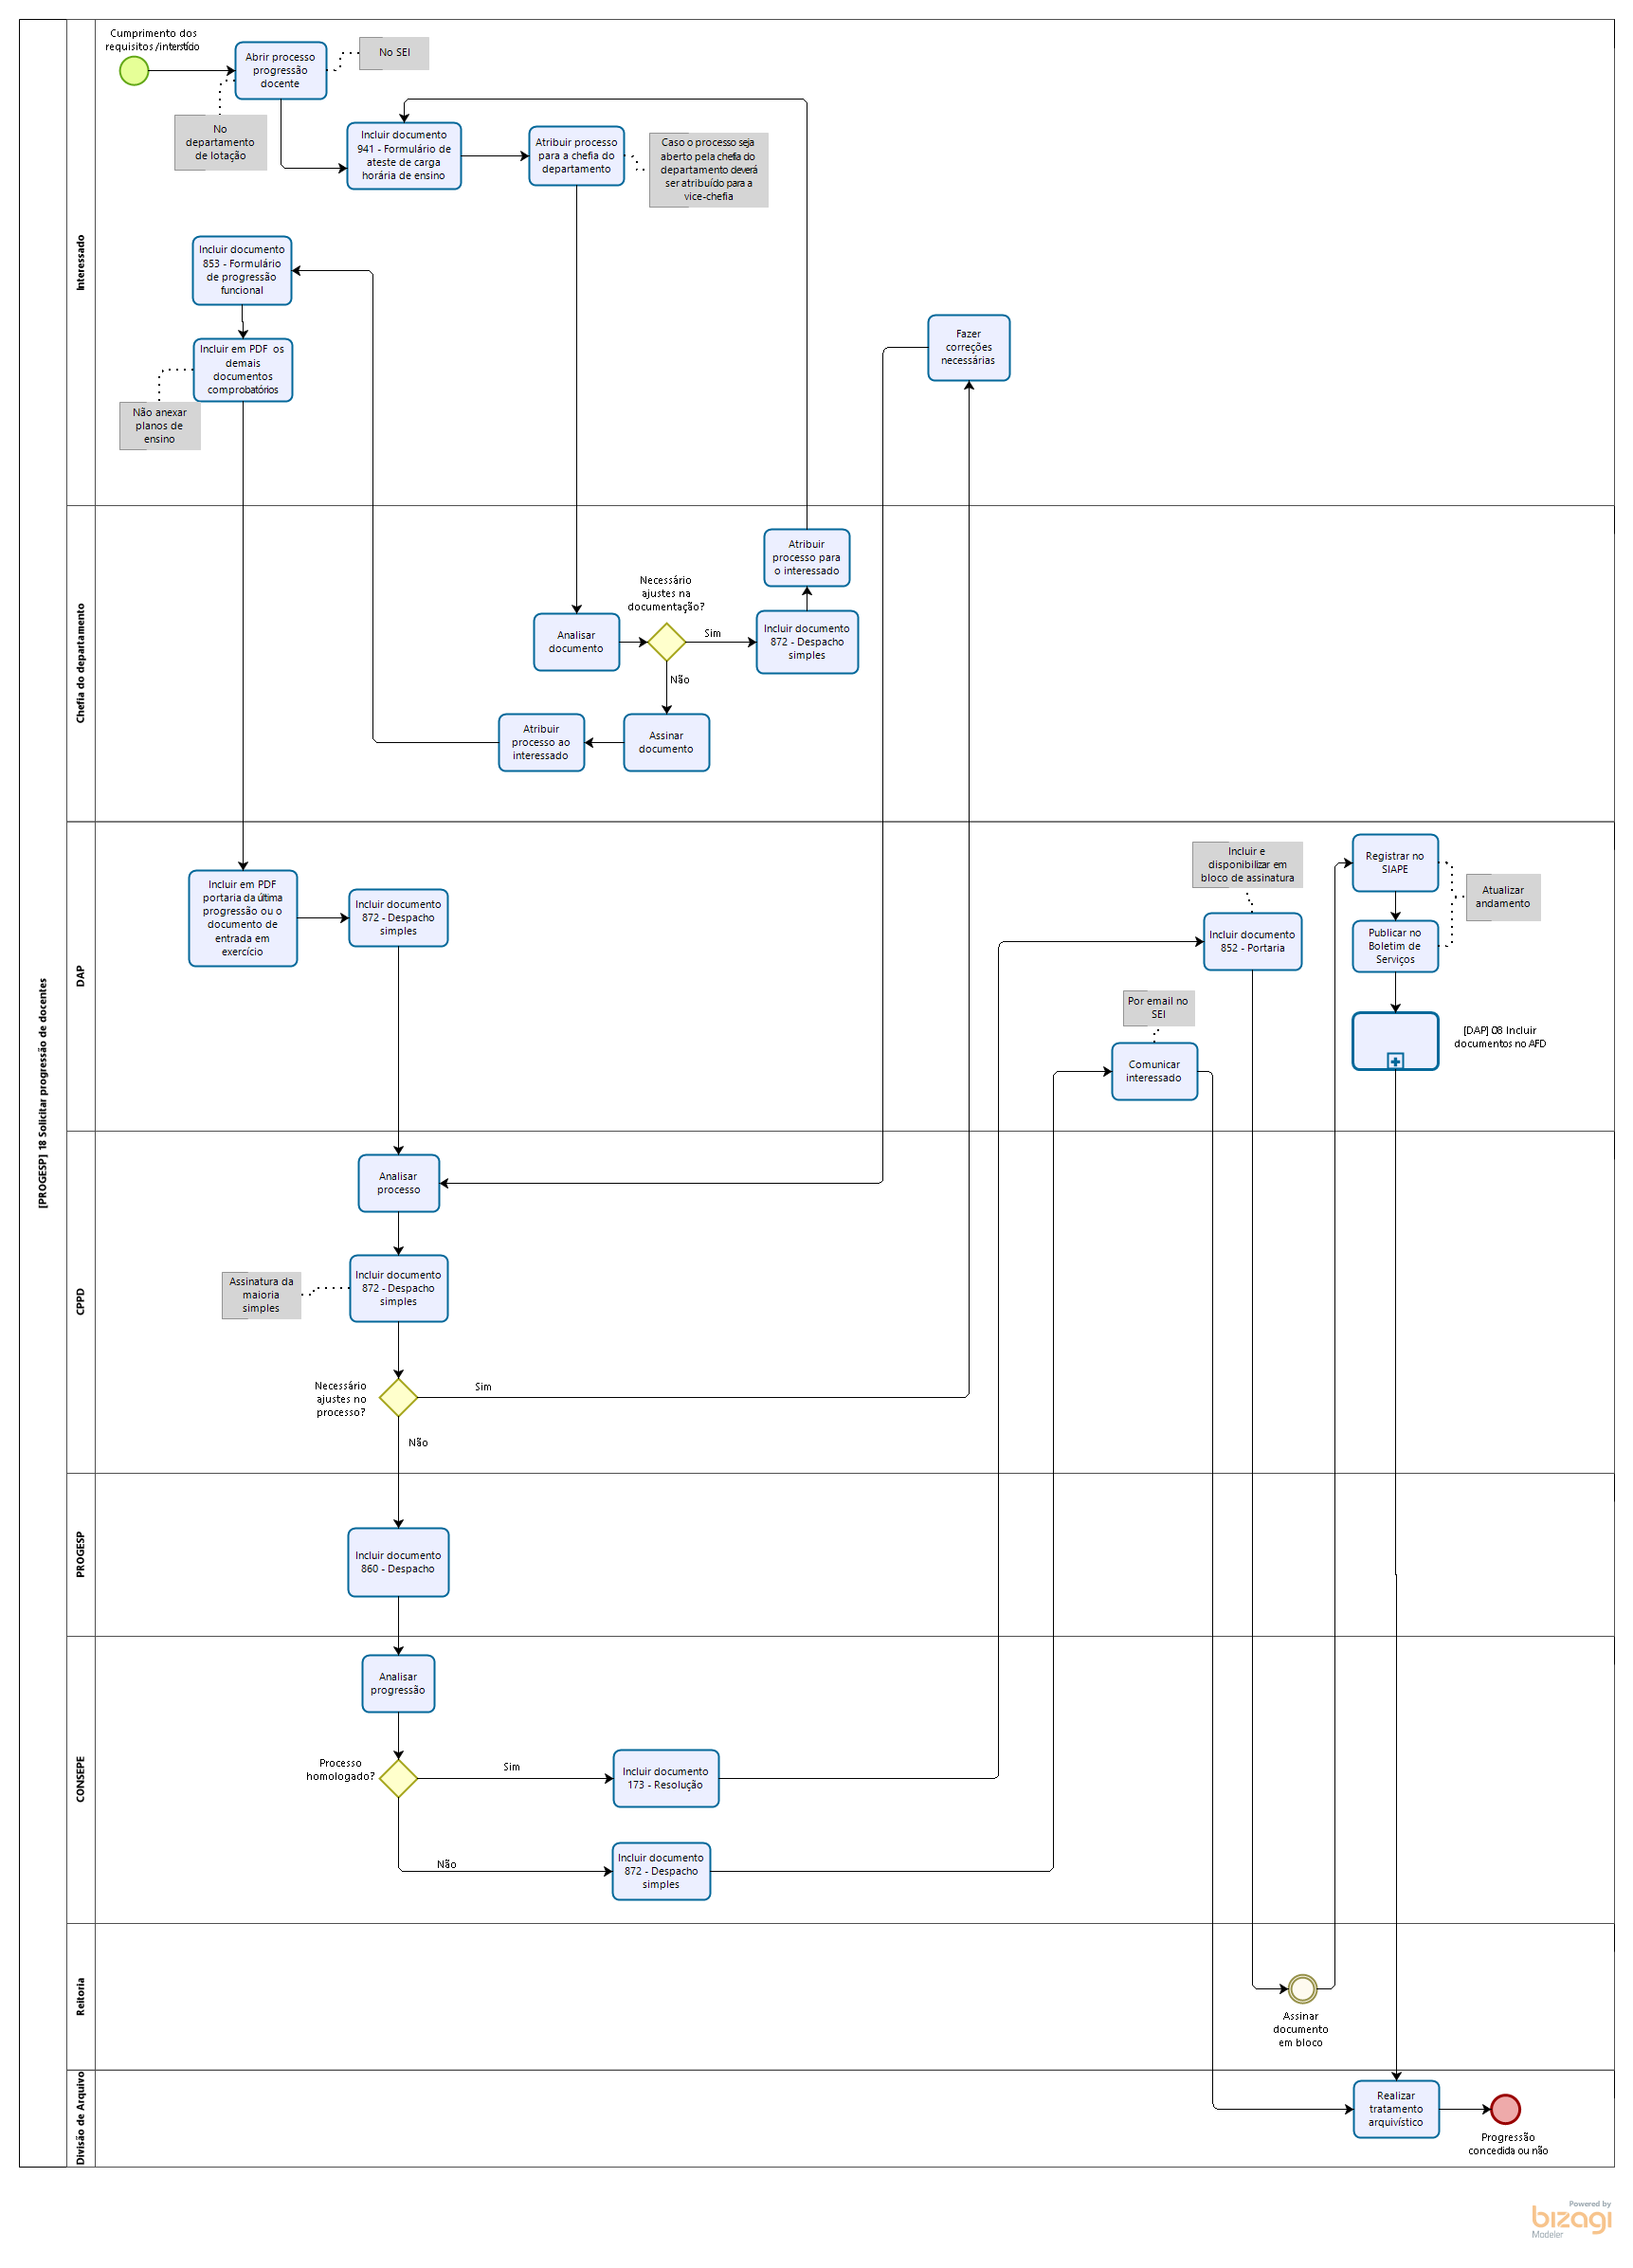 [PROGESP] 18 Solicitar progressão de docentes
Interessado
Cumprimento dos
requisitos /interstício
Abrir processo
progressão
docente
No SEI
No
departamento
de lotação
Incluir documento
941 - Formulário de
ateste de carga
horária de ensino
Atribuir processo
para a chefia do
departamento
Caso o processo seja
aberto pela chefia do
departamento deverá
ser atribuído para a
vice-chefia
Incluir documento
853 - Formulário
de progressão
funcional
Incluir em PDF os
demais
documentos
comprobatórios
Não anexar
planos de
ensino
Fazer
correções
necessárias
Chefia do departamento
Atribuir
processo para
o interessado
Necessário
ajustes na
documentação?
Analisar
documento
Sim
Incluir documento
872 - Despacho
simples
Não
Atribuir
processo ao
interessado
Assinar
documento
DAP
Incluir em PDF
portaria da última
progressão ou o
documento de
entrada em
exercício
Incluir documento
872 - Despacho
simples
Incluir e
disponibilizar em
bloco de assinatura
Incluir documento
852 - Portaria
Por email no
SEI
Comunicar
interessado
Registrar no
SIAPE
Atualizar
andamento
Publicar no
Boletim de
Serviços
[DAP] 08 Incluir
documentos no AFD
CPPD
Analisar
processo
Incluir documento
872 - Despacho
simples
Assinatura da
maioria
simples
Necessário
ajustes no
processo?
Sim
Não
PROGESP
Incluir documento
860 - Despacho
CONSEPE
Analisar
progressão
Processo
homologado?
Sim
Incluir documento
173 - Resolução
Não
Incluir documento
872 - Despacho
simples
Reitoria
Assinar
documento
em bloco
Divisão de Arquivo
Realizar
tratamento
arquivístico
Progressão
concedida ou não
Powered by
bizagi
Modeler